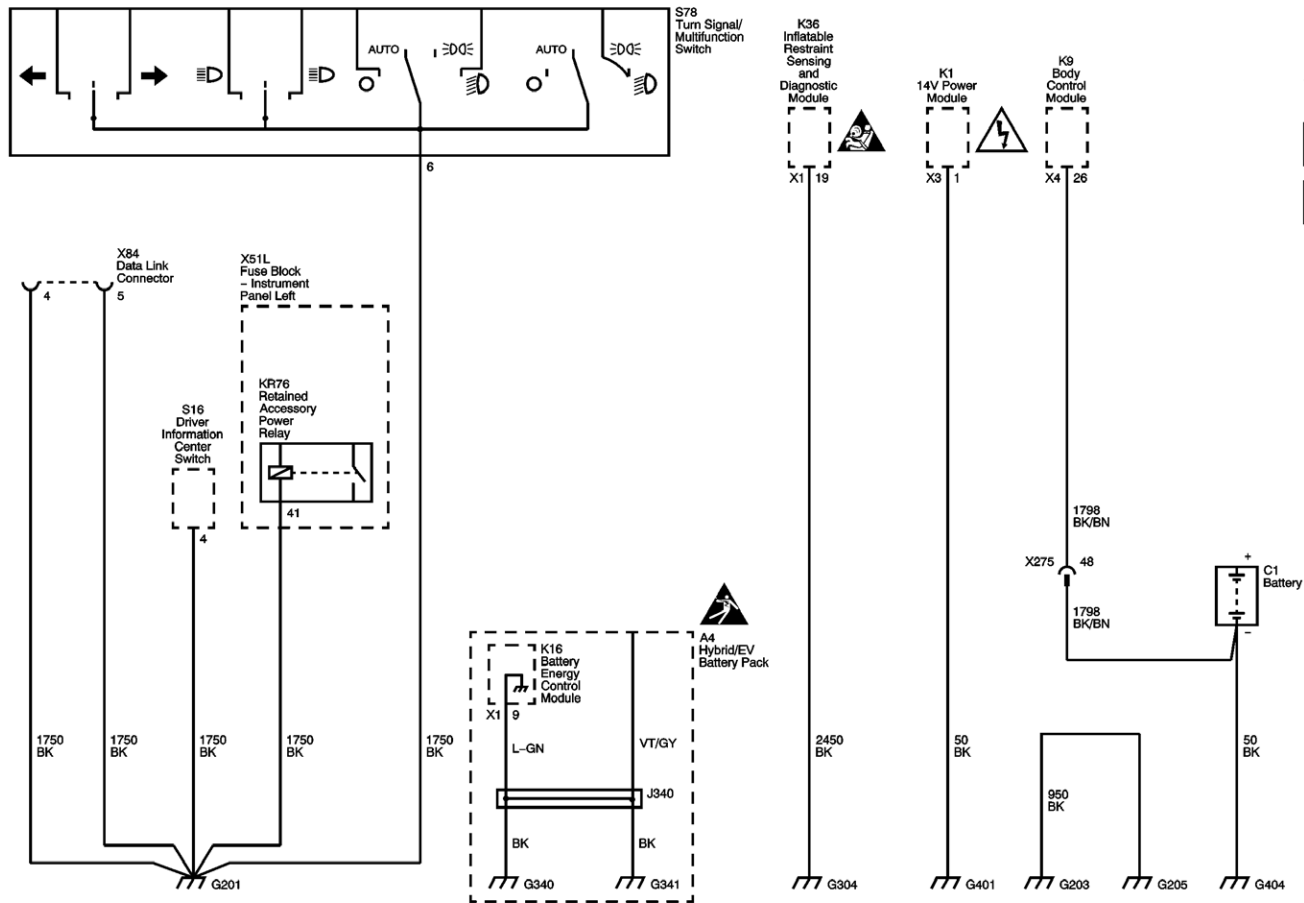 S78
Turn Signal/
Multifunction
Switch
AUTO
AUTO
6
K36
Inflatable
Restraint
Sensing
and
Diagnostic
Module
X1 19
K1
14V Power
Module
X3 1
K9
Body
Control
Module
X4 26
X84
Data Link
Connector
4
5
X51L
Fuse Block
– Instrument
Panel Left
KR76
Retained
Accessory
Power
Relay
41
S16
Driver
Information
Center
Switch
4
1798
BK/BN
X275 48
1798
BK/BN
+
C1
Battery
–
A4
Hybrid/EV
Battery Pack
K16
Battery
Energy
Control
Module
X1 9
L–GN
VT/GY
J340
BK
BK
1750
BK
1750
BK
1750
BK
1750
BK
1750
BK
2450
BK
50
BK
950
BK
50
BK
G201
G340
G341
G304
G401
G203
G205
G404